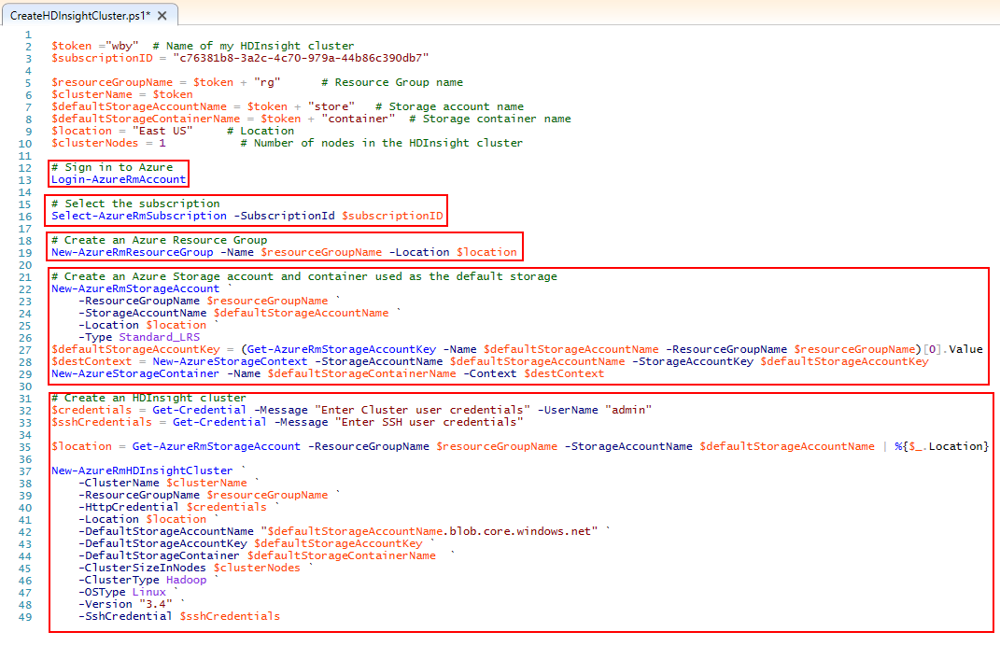 CreateHDInsightCluster.ps1* X
1
2 $token ="wby"  # Name of my HDInsight cluster
3 $subscriptionID = "c76381b8-3a2c-4c70-979a-44b86c390db7"
4
5 $resourceGroupName = $token + "rg"      # Resource Group name
6 $clusterName = $token
7 $defaultStorageAccountName = $token + "store"   # Storage account name
8 $defaultStorageContainerName = $token + "container"  # Storage container name
9 $location = "East US"     # Location
10 $clusterNodes = 1           # Number of nodes in the HDInsight cluster
11
12 # Sign in to Azure
13 Login-AzureRmAccount
14
15 # Select the subscription
16 Select-AzureRmSubscription -SubscriptionId $subscriptionID
17
18 # Create an Azure Resource Group
19 New-AzureRmResourceGroup -Name $resourceGroupName -Location $location
20
21 # Create an Azure Storage account and container used as the default storage
22 New-AzureRmStorageAccount `
23     -ResourceGroupName $resourceGroupName `
24     -StorageAccountName $defaultStorageAccountName `
25     -Location $location `
26     -Type Standard_LRS
27 $defaultStorageAccountKey = (Get-AzureRmStorageAccountKey -Name $defaultStorageAccountName -ResourceGroupName $resourceGroupName)[0].Value
28 $destContext = New-AzureStorageContext -StorageAccountName $defaultStorageAccountName -StorageAccountKey $defaultStorageAccountKey
29 New-AzureStorageContainer -Name $defaultStorageContainerName -Context $destContext
30
31 # Create an HDInsight cluster
32 $credentials = Get-Credential -Message "Enter Cluster user credentials" -UserName "admin"
33 $sshCredentials = Get-Credential -Message "Enter SSH user credentials"
34
35 $location = Get-AzureRmStorageAccount -ResourceGroupName $resourceGroupName -StorageAccountName $defaultStorageAccountName | %{$_.Location}
36
37 New-AzureRmHDInsightCluster `
38     -ClusterName $clusterName `
39     -ResourceGroupName $resourceGroupName `
40     -HttpCredential $credentials `
41     -Location $location `
42     -DefaultStorageAccountName "$defaultStorageAccountName.blob.core.windows.net" `
43     -DefaultStorageAccountKey $defaultStorageAccountKey `
44     -DefaultStorageContainer $defaultStorageContainerName  `
45     -ClusterSizeInNodes $clusterNodes `
46     -ClusterType Hadoop `
47     -OSType Linux `
48     -Version "3.4" `
49     -SshCredential $sshCredentials